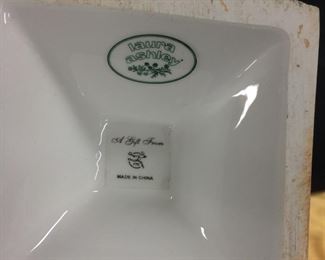 laura
ashley
A Gift From
MADE IN CHINA